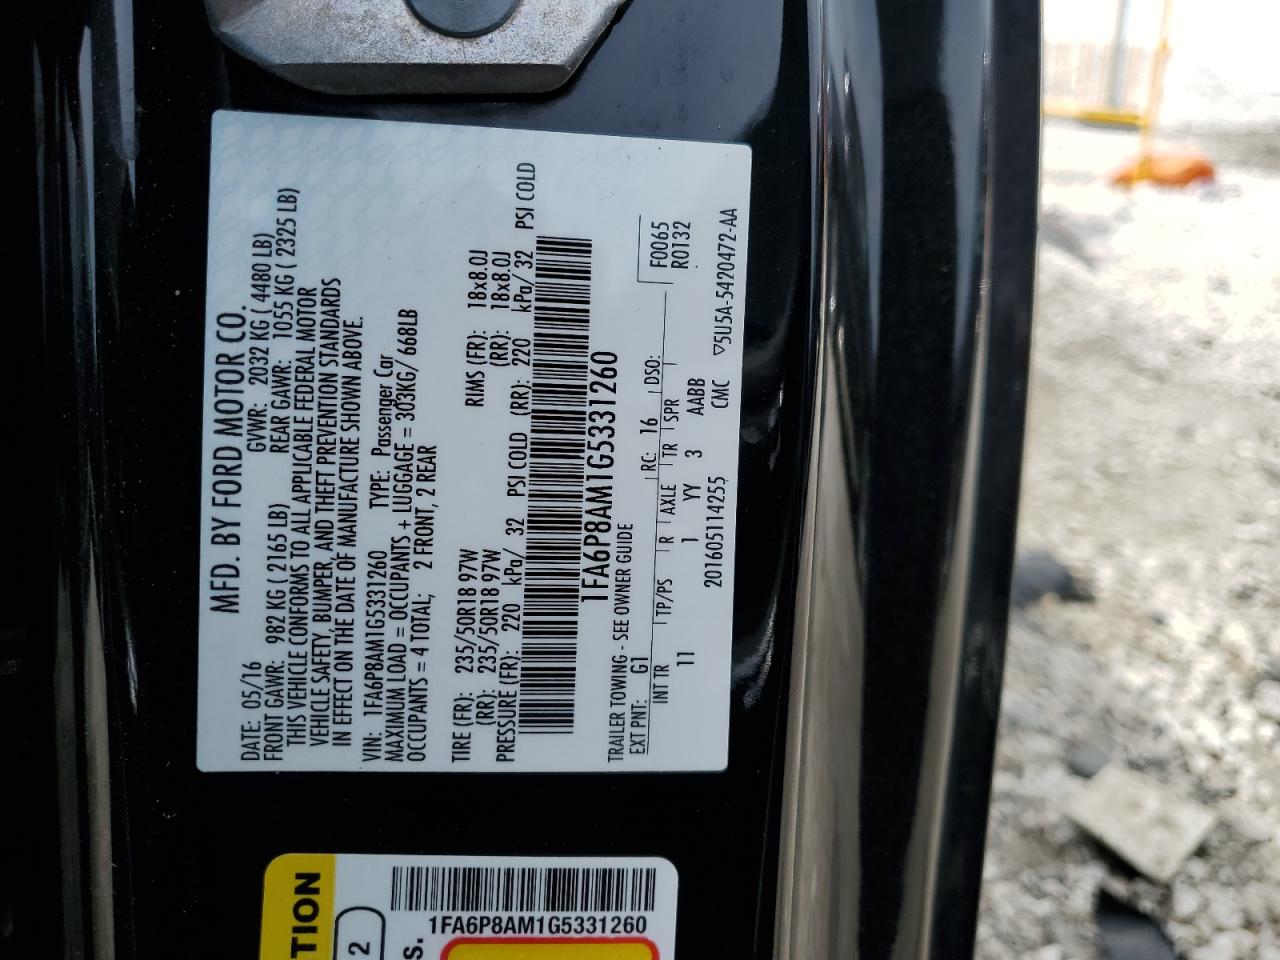 MFD. BY FORD MOTOR CO.
DATE: 05/16 GVWR: 2032 KG ( 4480 LB)
FRONT GAWR: 982 KG ( 2165 LB) REAR GAWR: 1055 KG ( 2325 LB)
THIS VEHICLE CONFORMS TO ALL APPLICABLE FEDERAL MOTOR
VEHICLE SAFETY, BUMPER, AND THEFT PREVENTION STANDARDS
IN EFFECT ON THE DATE OF MANUFACTURE SHOWN ABOVE.
VIN: 1FA6P8AM1G5331260 TYPE: Passenger Car
MAXIMUM LOAD = OCCUPANTS + LUGGAGE = 303KG/ 668LB
OCCUPANTS = 4 TOTAL; 2 FRONT, 2 REAR
TIRE (FR): 235/50R18 97W RIMS (FR): 18x8.0J
(RR): 235/50R18 97W (RR): 18x8.0J
PRESSURE (FR): 220 kPa/ 32 PSI COLD (RR): 220 kPa/ 32 PSI COLD
1FA6P8AM1G5331260
TRAILER TOWING - SEE OWNER GUIDE
EXT PNT: G1 RC: 16 DSO: F0065
R0132
INT TR TP/PS R AXLE TR SPR
11 1 YY 3 AABB
201605114255 CMC ▽5U5A-5420472-AA
1FA6P8AM1G5331260
TION
2
s.